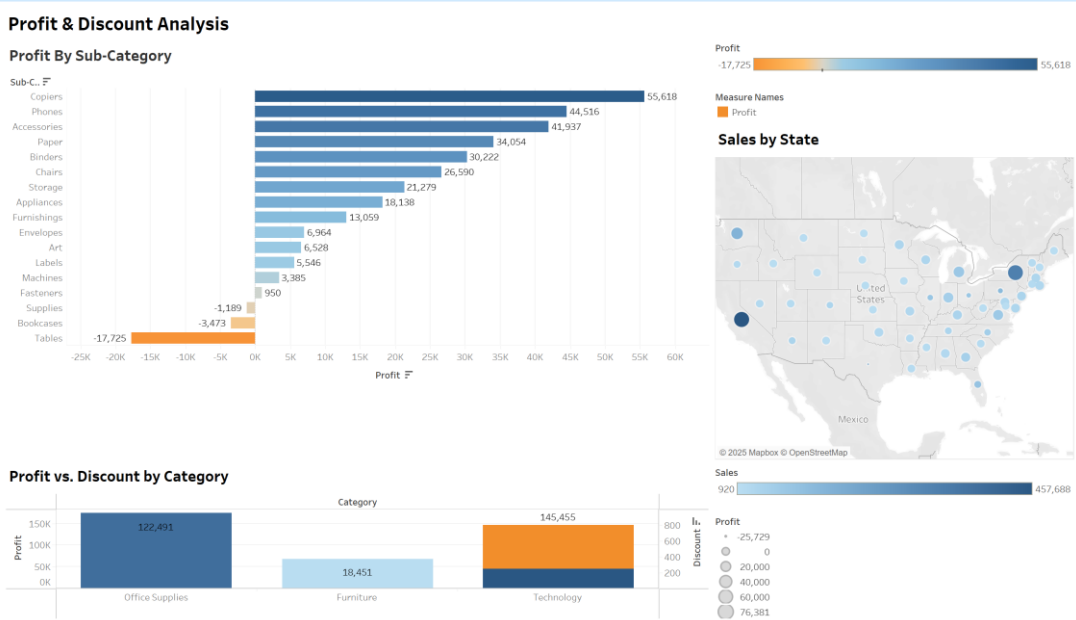 Profit & Discount Analysis
Profit By Sub-Category
Sub-C..
Copiers 55,618
Phones 44,516
Accessories 41,937
Paper 34,054
Binders 30,222
Chairs 26,590
Storage 21,279
Appliances 18,138
Furnishings 13,059
Envelopes 6,964
Art 6,528
Labels 5,546
Machines 3,385
Fasteners 950
Supplies -1,189
Bookcases -3,473
Tables -17,725
-25K -20K -15K -10K -5K 0K 5K 10K 15K 20K 25K 30K 35K 40K 45K 50K 55K 60K
Profit
Profit
-17,725 55,618
Measure Names
Profit
Sales by State
United
States
Mexico
© 2025 Mapbox © OpenStreetMap
Profit vs. Discount by Category
Category
Profit
150K
100K
50K
0K
122,491
18,451
145,455
800
600
400
200
Discount
Office Supplies Furniture Technology
Sales
920 457,688
Profit
-25,729
0
20,000
40,000
60,000
76,381